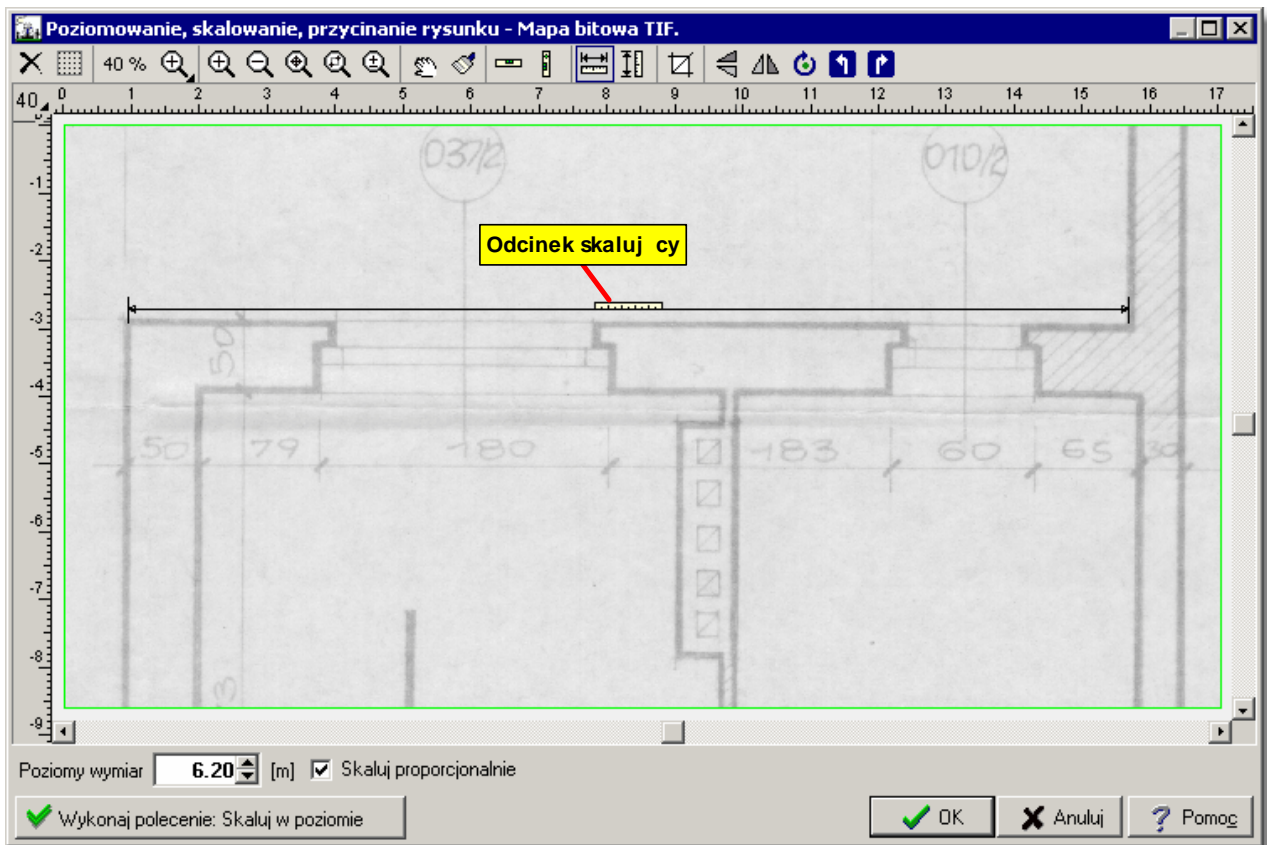 Poziomowanie, skalowanie, przycinanie rysunku - Mapa bitowa TIF.
40 %
40 0 1 2 3 4 5 6 7 8 9 10 11 12 13 14 15 16 17
037/2 010/2
-1
-2
Odcinek skaluj cy
-3
50
-4
50 79 180 183 60 65 30
-5
-6
-7
-8
3
-9
Poziomy wymiar 6.20 [m] Skaluj proporcjonalnie
Wykonaj polecenie: Skaluj w poziomie OK Anuluj Pomoc